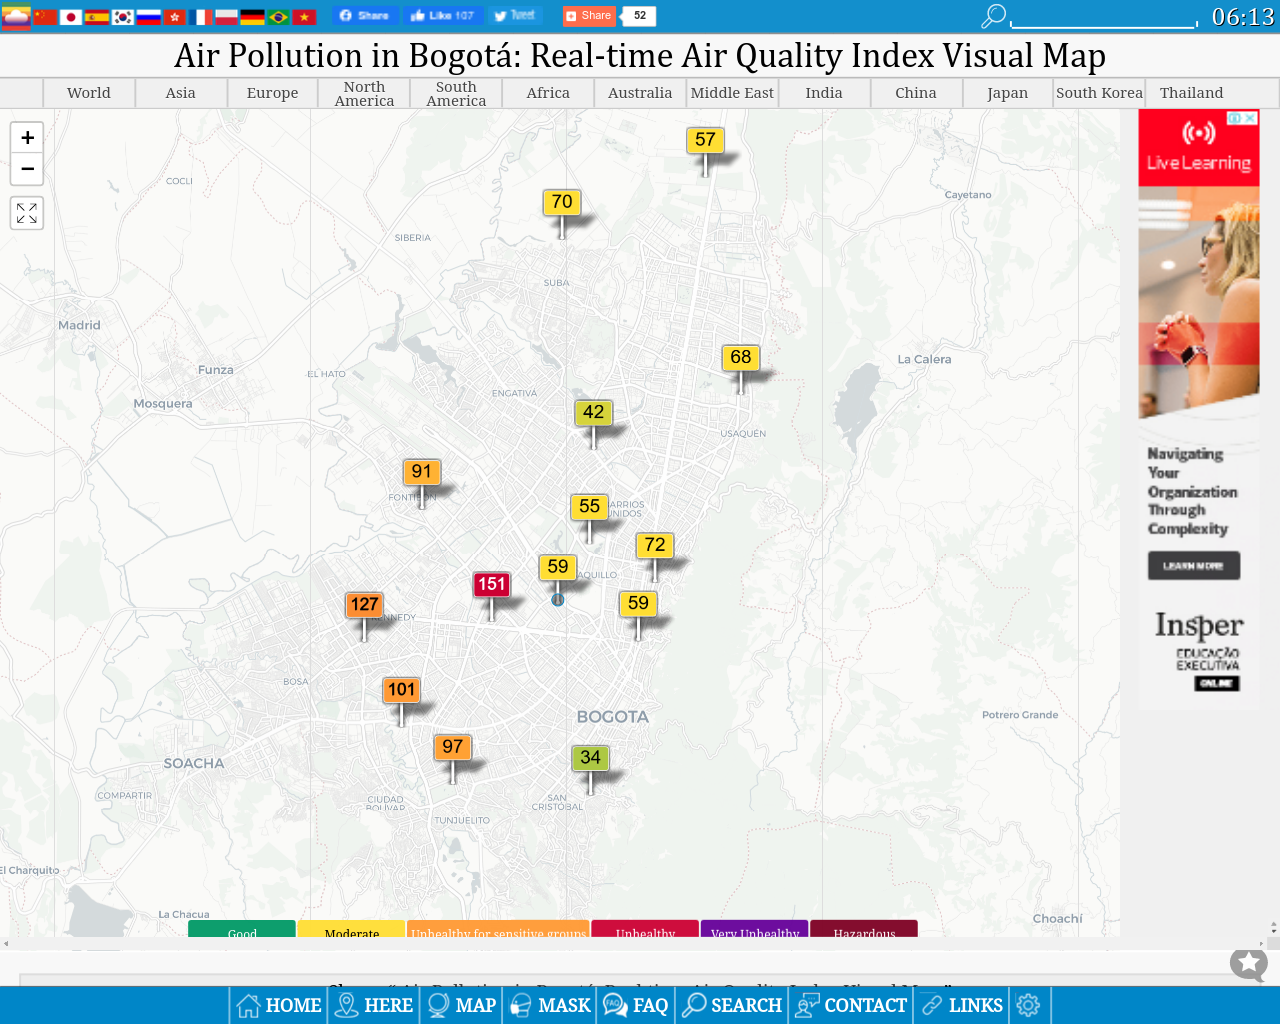 Share
Like 107
Tweet
Share
52
06:13
Air Pollution in Bogotá: Real-time Air Quality Index Visual Map
World
Asia
Europe
North
America
South
America
Africa
Australia
Middle East
India
China
Japan
South Korea
Thailand
+
−
COCLI
SIBERIA
SUBA
Madrid
Funza
Mosquera
EL HATO
ENGATIVÁ
Cayetano
La Calera
USAQUÉN
57
70
68
42
91
55
72
59
151
127
59
101
97
34
BOSA
BOGOTA
SOACHA
COMPARTIR
CIUDAD
BOLIVAR
SAN
CRISTOBAL
TUNJUELITO
Potrero Grande
El Charquito
La Chacua
Choachí
Good
Moderate
Unhealthy for sensitive groups
Unhealthy
Very Unhealthy
Hazardous
Live Learning
Navigating
Your
Organization
Through
Complexity
LEARN MORE
Insper
EDUCAÇÃO
EXECUTIVA
ONLINE
HOME
HERE
MAP
MASK
FAQ
SEARCH
CONTACT
LINKS